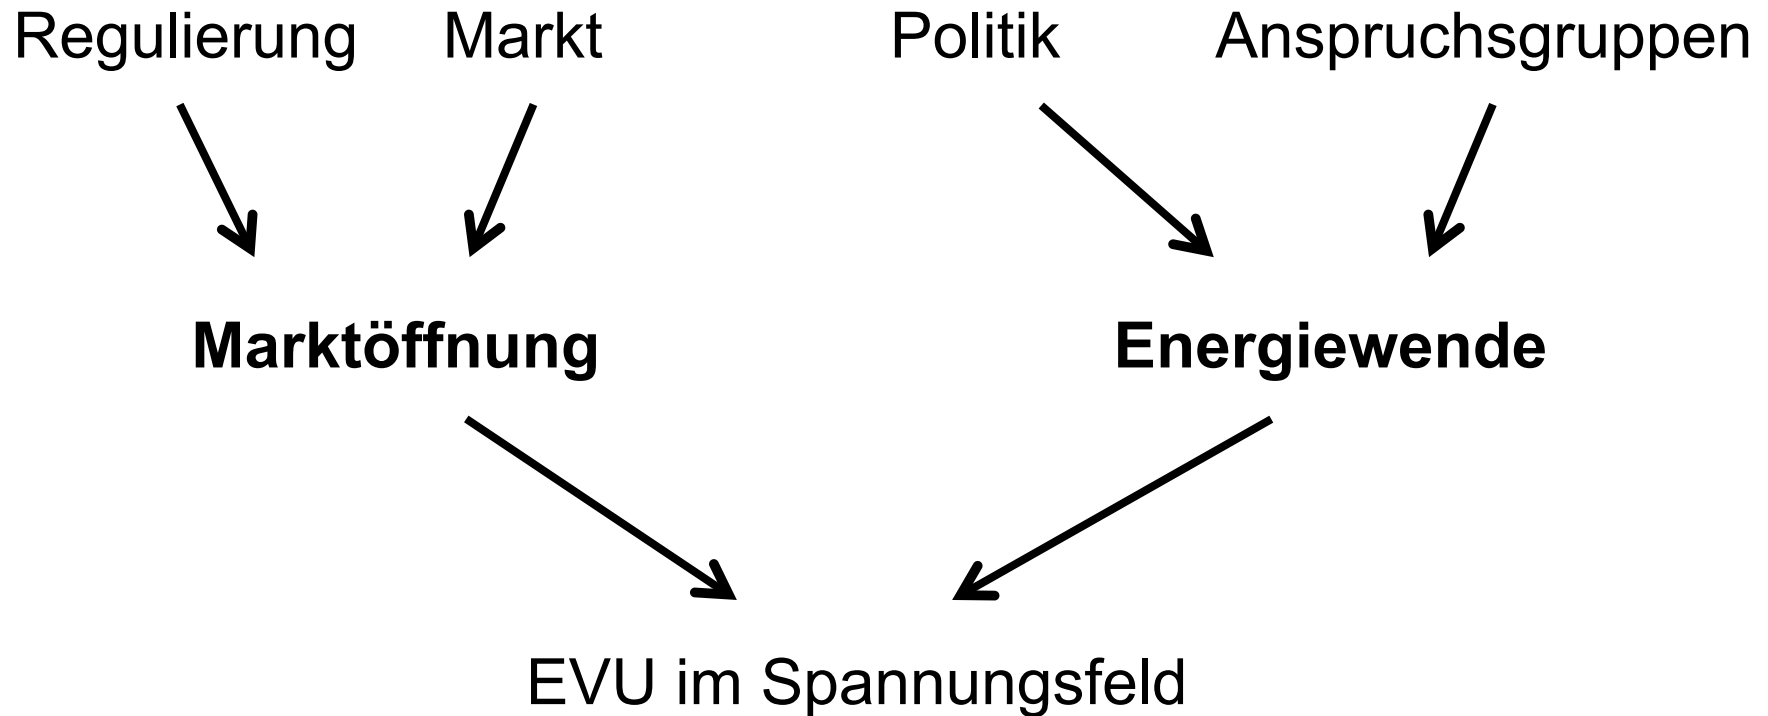 Regulierung Markt Politik Anspruchsgruppen
Marktöffnung Energiewende
EVU im Spannungsfeld